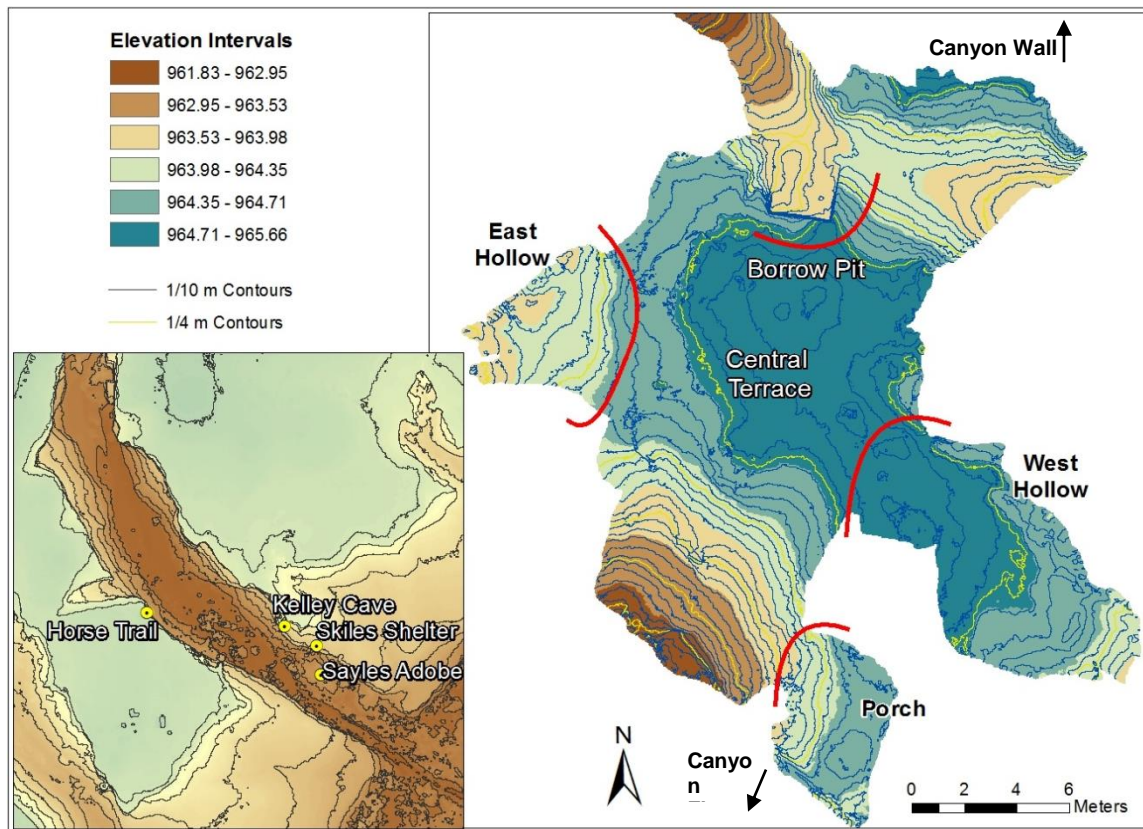 Elevation Intervals
961.83 - 962.95
962.95 - 963.53
963.53 - 963.98
963.98 - 964.35
964.35 - 964.71
964.71 - 965.66
1/10 m Contours
1/4 m Contours
Canyon Wall
East
Hollow
Borrow Pit
Central
Terrace
West
Hollow
Porch
Canyo
n
N
0 2 4 6
Meters
Horse Trail
Kelley Cave
Skiles Shelter
Sayles Adobe